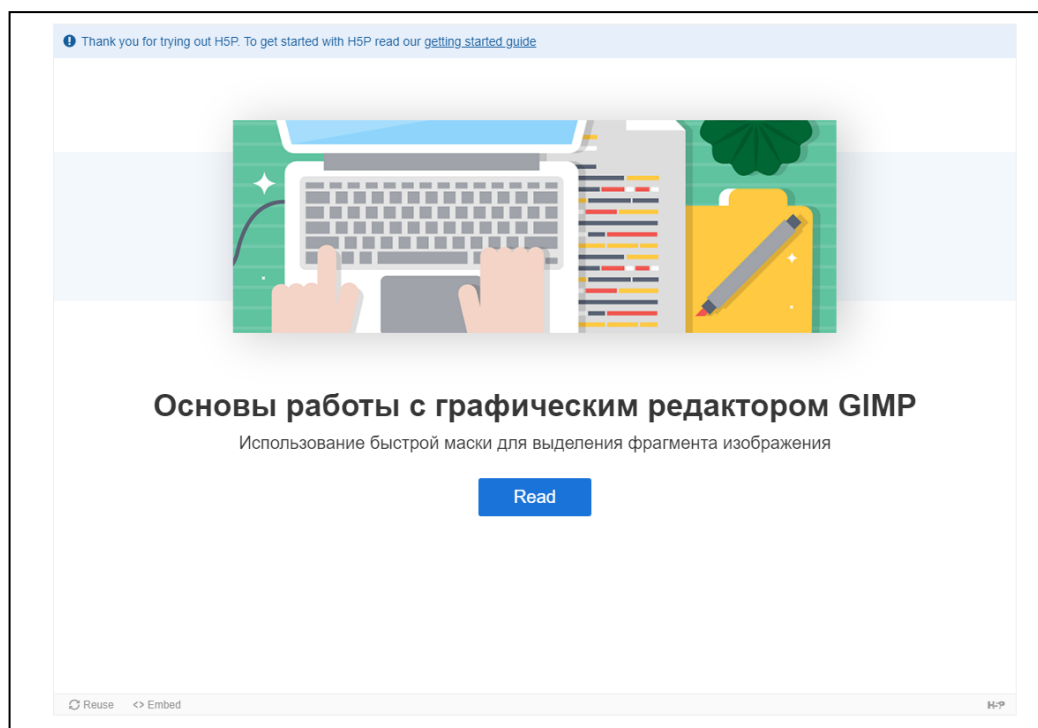 Thank you for trying out H5P. To get started with H5P read our getting started guide
Основы работы с графическим редактором GIMP
Использование быстрой маски для выделения фрагмента изображения
Read
Reuse
Embed
H5P